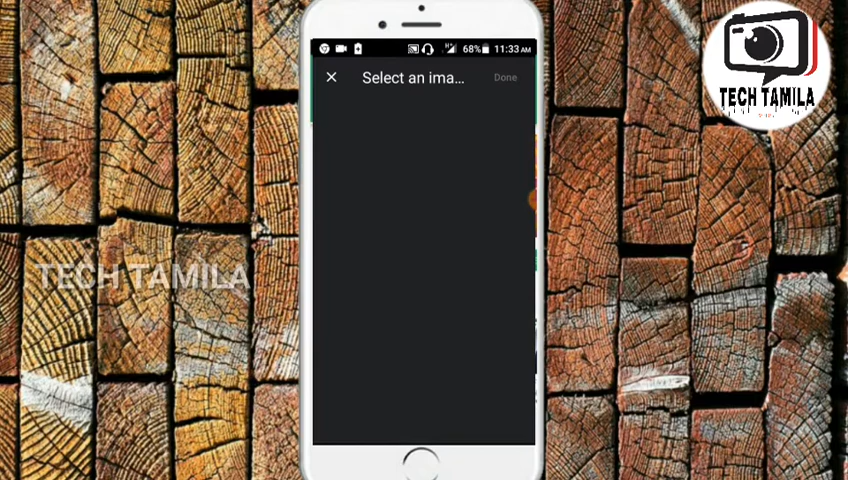 68% 11:33 AM
Select an ima... Done
TECH TAMILA
TECH TAMILA